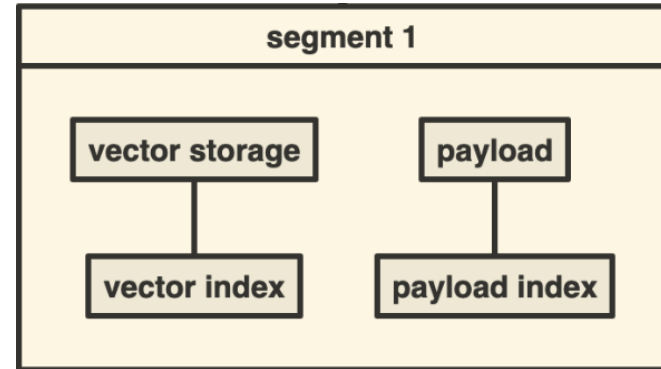 segment 1
vector storage
payload
vector index
payload index